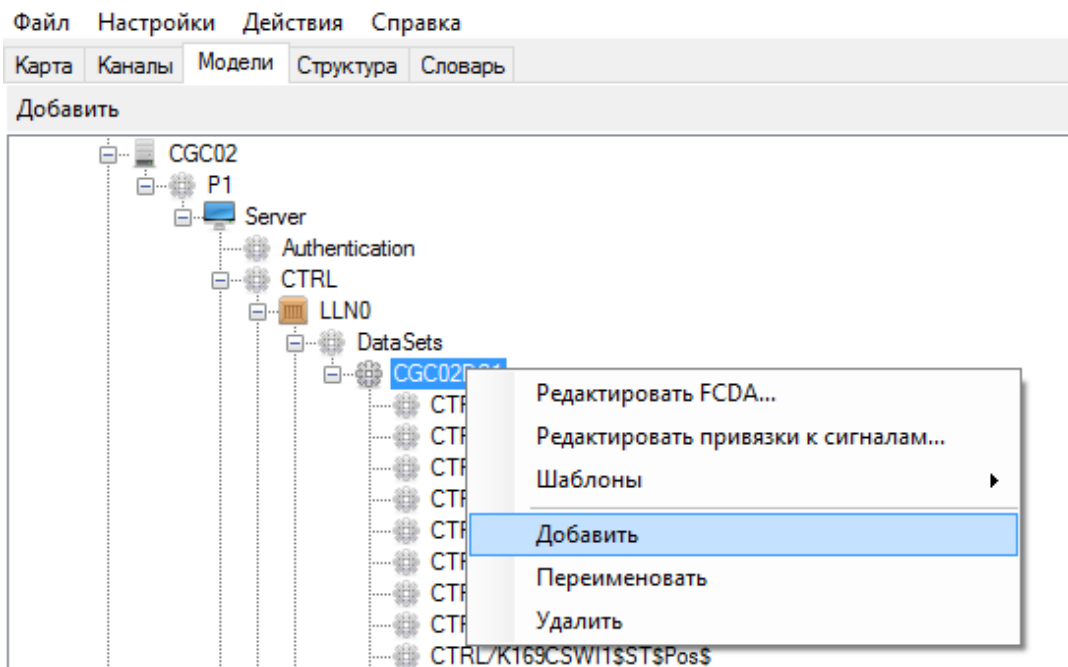 Файл Настройки Действия Справка
Карта Каналы Модели Структура Словарь
Добавить
CGC02
P1
Server
Authentication
CTRL
LLN0
DataSets
Редактировать FCDA...
Редактировать привязки к сигналам...
Шаблоны
Добавить
Переименовать
Удалить
CTRL/K169CSWI1$ST$Pos$